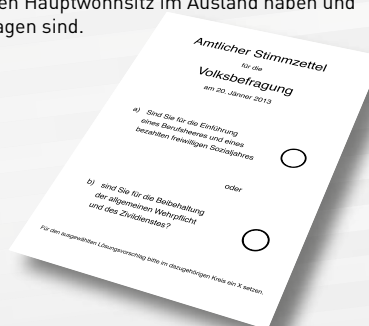 en Hauptwohnsitz im Ausland haben und
agen sind.
Amtlicher Stimmzettel
für die
Volksbefragung
am 20. Jänner 2013
a) Sind Sie für die Einführung
eines Berufsheeres und eines
bezahlten freiwilligen Sozialjahres
oder
b) sind Sie für die Beibehaltung
der allgemeinen Wehrpflicht
und des Zivildienstes?
Für den ausgewählten Lösungsvorschlag bitte im dazugehörigen Kreis ein X setzen.